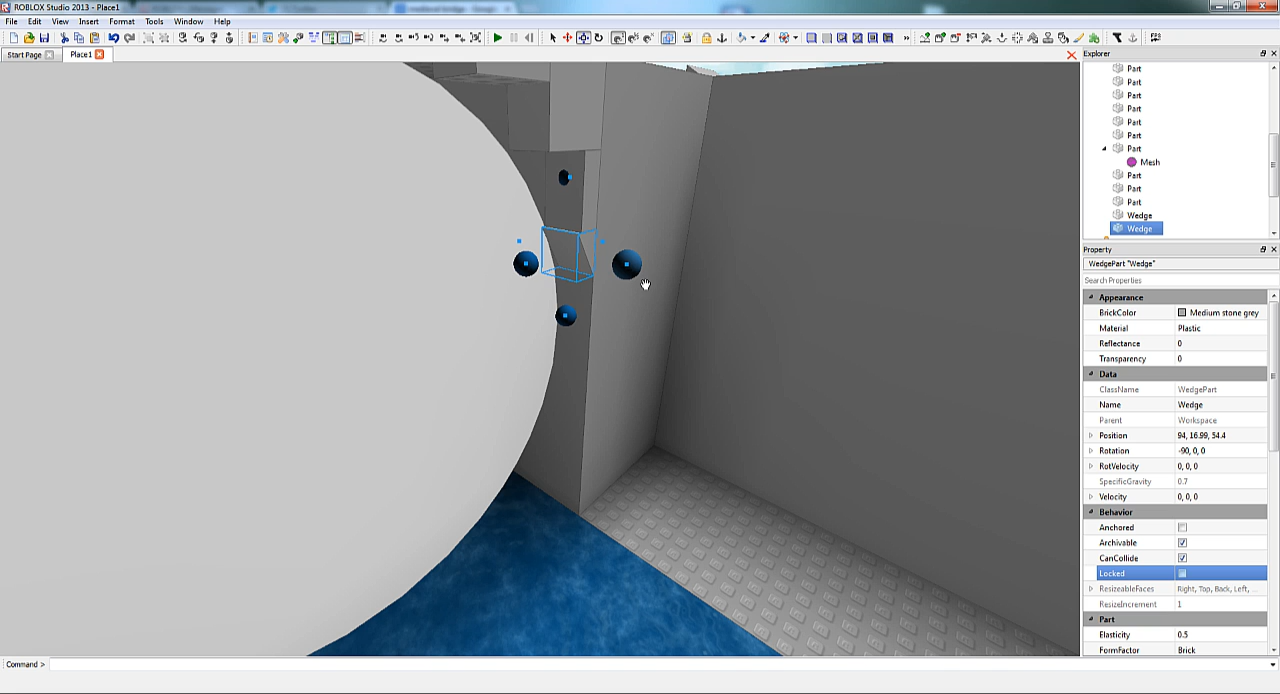 ROBLOX Studio 2013 - Place1
File Edit View Insert Format Tools Window Help
Start Page Place1
Explorer
Part
Part
Part
Part
Part
Part
Part
Mesh
Part
Part
Part
Wedge
Wedge
Property
WedgePart "Wedge"
Search Properties
Appearance
BrickColor Medium stone grey
Material Plastic
Reflectance 0
Transparency 0
Data
ClassName WedgePart
Name Wedge
Parent Workspace
Position 94, 16.99, 54.4
Rotation -90, 0, 0
RotVelocity 0, 0, 0
SpecificGravity 0.7
Velocity 0, 0, 0
Behavior
Anchored
Archivable
CanCollide
Locked
ResizeableFaces Right, Top, Back, Left, ...
ResizeIncrement 1
Part
Elasticity 0.5
FormFactor Brick
Command >